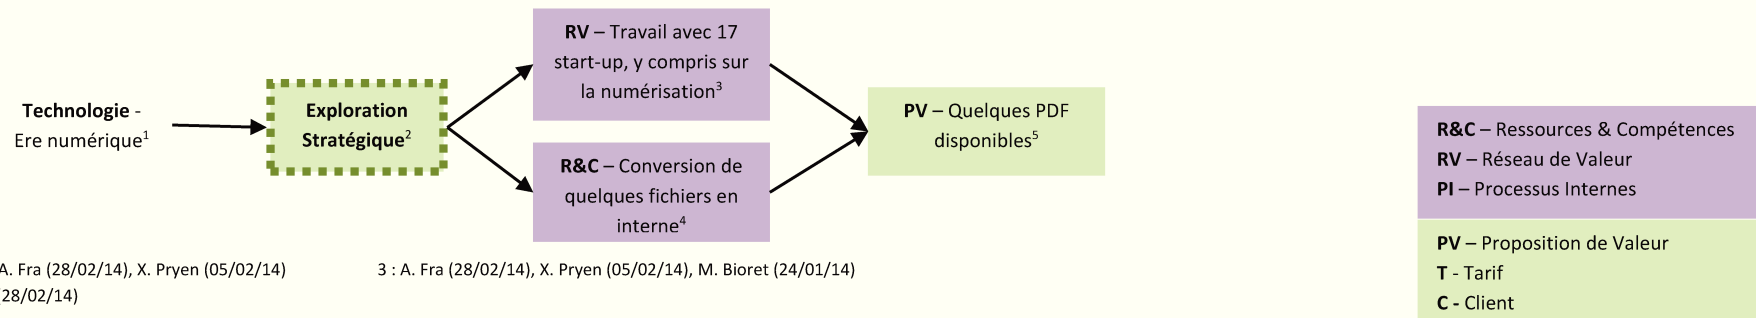 Technologie -
Ere numérique¹
Exploration
Stratégique²
RV – Travail avec 17
start-up, y compris sur
la numérisation³
R&C – Conversion de
quelques fichiers en
interne⁴
PV – Quelques PDF
disponibles⁵
R&C – Ressources & Compétences
RV – Réseau de Valeur
PI – Processus Internes
PV – Proposition de Valeur
T - Tarif
C - Client
A. Fra (28/02/14), X. Pryen (05/02/14)
(28/02/14)
3 : A. Fra (28/02/14), X. Pryen (05/02/14), M. Bioret (24/01/14)